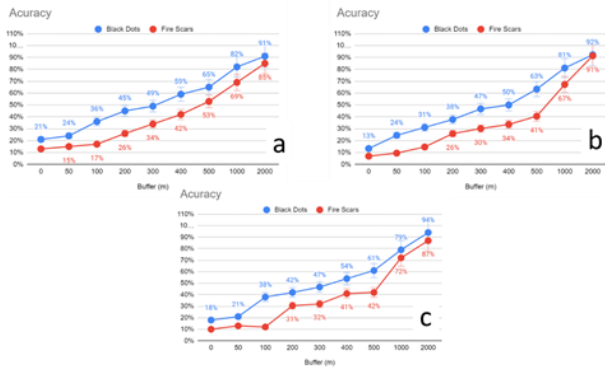 Acuracy
Black Dots Fire Scars
110%
10...
90%
80%
70%
60%
50%
40%
30%
20%
10%
0%
21% 24% 36% 45% 49% 59% 65% 82% 91%
15% 17% 26% 34% 42% 53% 69% 85%
0 50 100 200 300 400 500 1000 2000
Buffer (m)
a
Acuracy
Black Dots Fire Scars
110%
10...
90%
80%
70%
60%
50%
40%
30%
20%
10%
0%
13% 24% 31% 38% 47% 50% 63% 81% 92%
26% 30% 34% 41% 67% 91%
0 50 100 200 300 400 500 1000 2000
Buffer (m)
b
Acuracy
Black Dots Fire Scars
110%
10...
90%
80%
70%
60%
50%
40%
30%
20%
10%
0%
18% 21% 38% 42% 47% 54% 61% 79% 94%
31% 32% 41% 42% 72% 87%
0 50 100 200 300 400 500 1000 2000
Buffer (m)
c